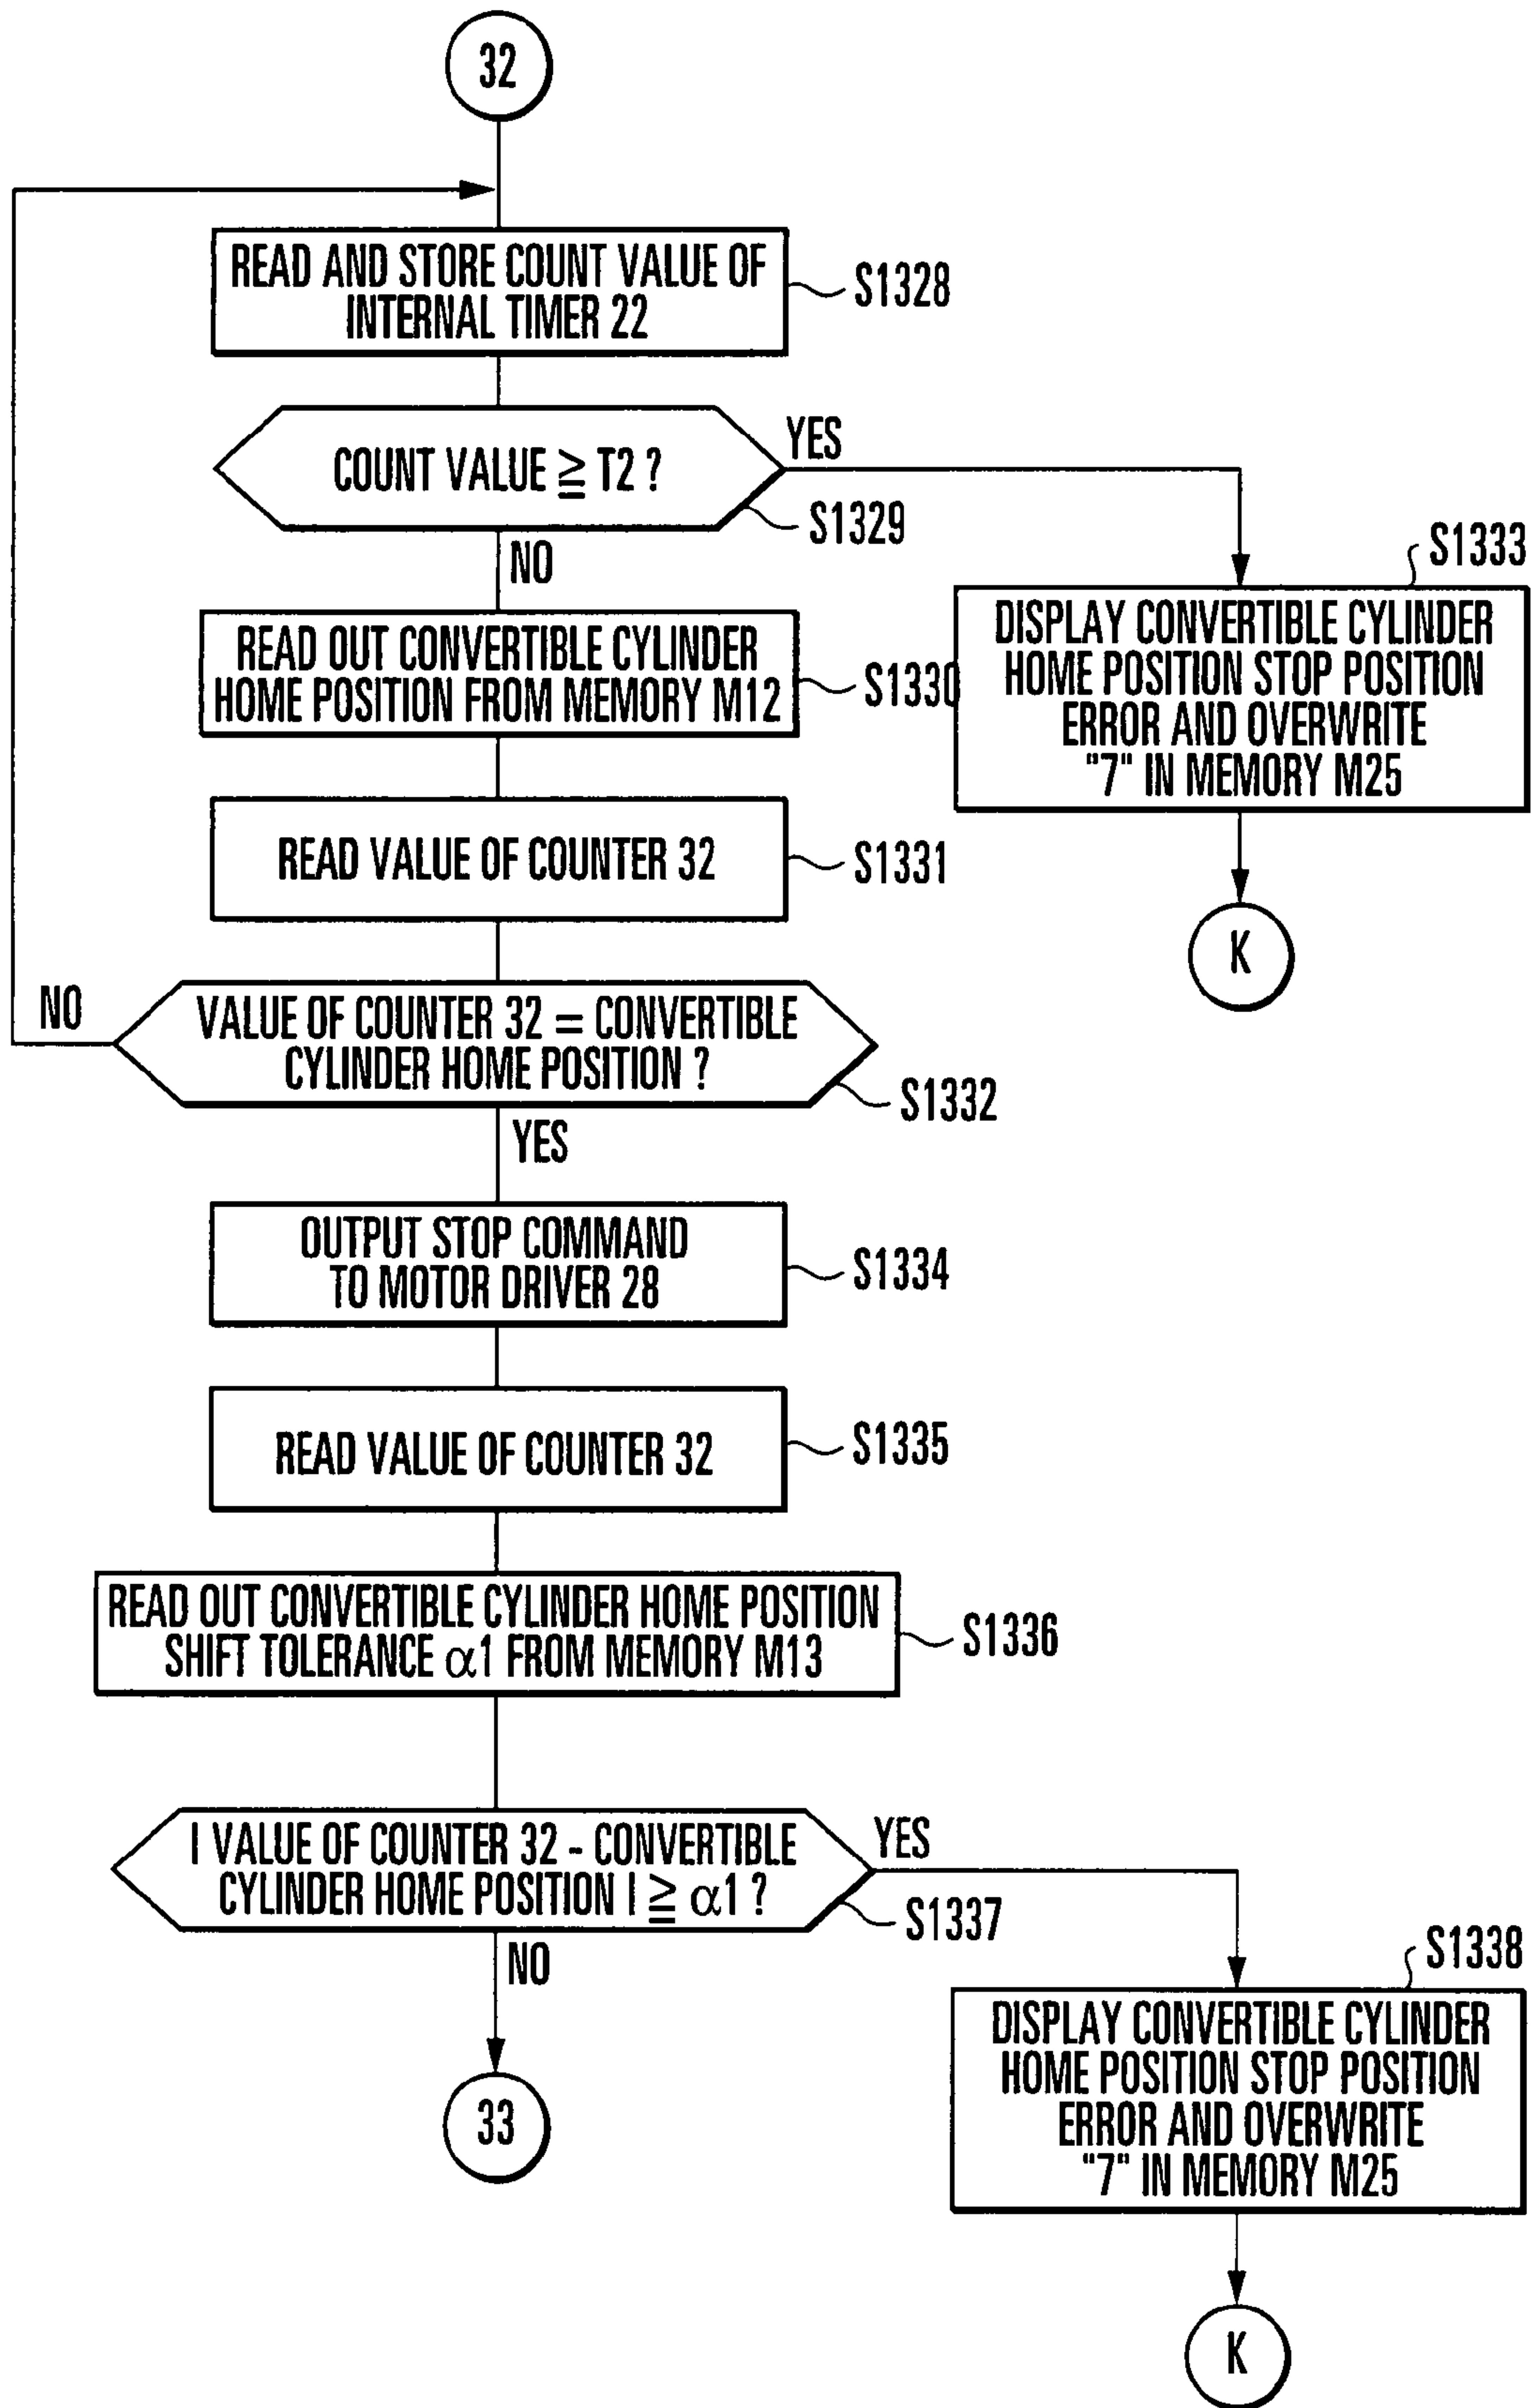 32
READ AND STORE COUNT VALUE OF
INTERNAL TIMER 22
S1328
COUNT VALUE ≧ T2 ?
YES
S1329
NO
READ OUT CONVERTIBLE CYLINDER
HOME POSITION FROM MEMORY M12
S1330
S1333
DISPLAY CONVERTIBLE CYLINDER
HOME POSITION STOP POSITION
ERROR AND OVERWRITE
"7" IN MEMORY M25
K
READ VALUE OF COUNTER 32
S1331
NO
VALUE OF COUNTER 32 = CONVERTIBLE
CYLINDER HOME POSITION ?
S1332
YES
OUTPUT STOP COMMAND
TO MOTOR DRIVER 28
S1334
READ VALUE OF COUNTER 32
S1335
READ OUT CONVERTIBLE CYLINDER HOME POSITION
SHIFT TOLERANCE α1 FROM MEMORY M13
S1336
I VALUE OF COUNTER 32 - CONVERTIBLE
CYLINDER HOME POSITION I ≧ α1 ?
YES
S1337
NO
33
S1338
DISPLAY CONVERTIBLE CYLINDER
HOME POSITION STOP POSITION
ERROR AND OVERWRITE
"7" IN MEMORY M25
K